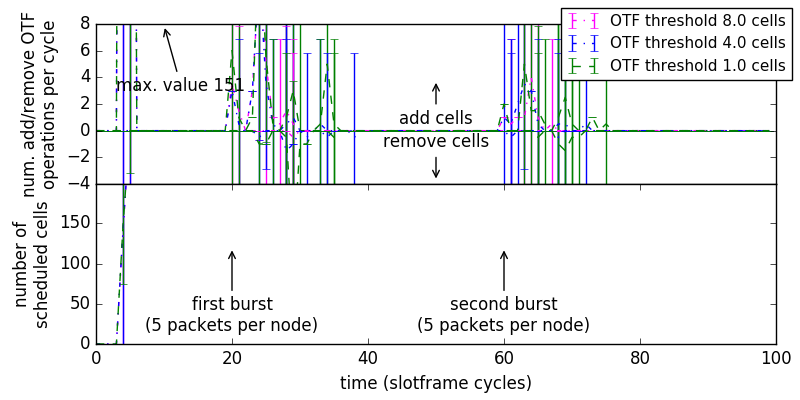 OTF threshold 8.0 cells
OTF threshold 4.0 cells
OTF threshold 1.0 cells
num. add/remove OTF
operations per cycle
8
6
4
2
0
−2
−4
max. value 151
add cells
remove cells
number of
scheduled cells
150
100
50
0
first burst
(5 packets per node)
second burst
(5 packets per node)
0 20 40 60 80 100
time (slotframe cycles)